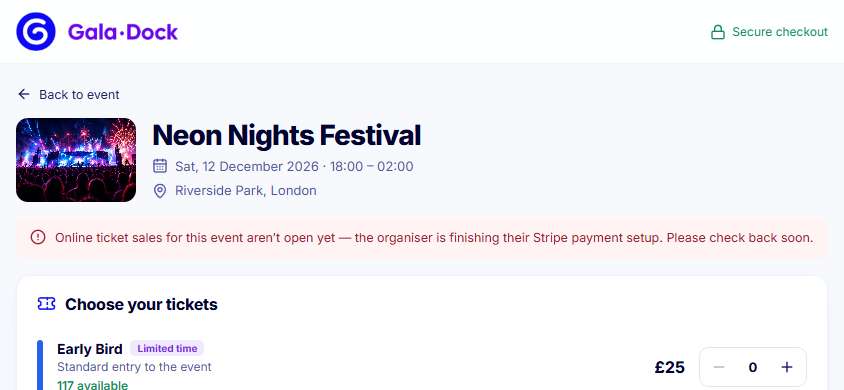 Gala·Dock
Secure checkout
Back to event
Neon Nights Festival
Sat, 12 December 2026 · 18:00 – 02:00
Riverside Park, London
Online ticket sales for this event aren't open yet — the organiser is finishing their Stripe payment setup. Please check back soon.
Choose your tickets
Early Bird Limited time
Standard entry to the event
£25 − 0 +
117 available